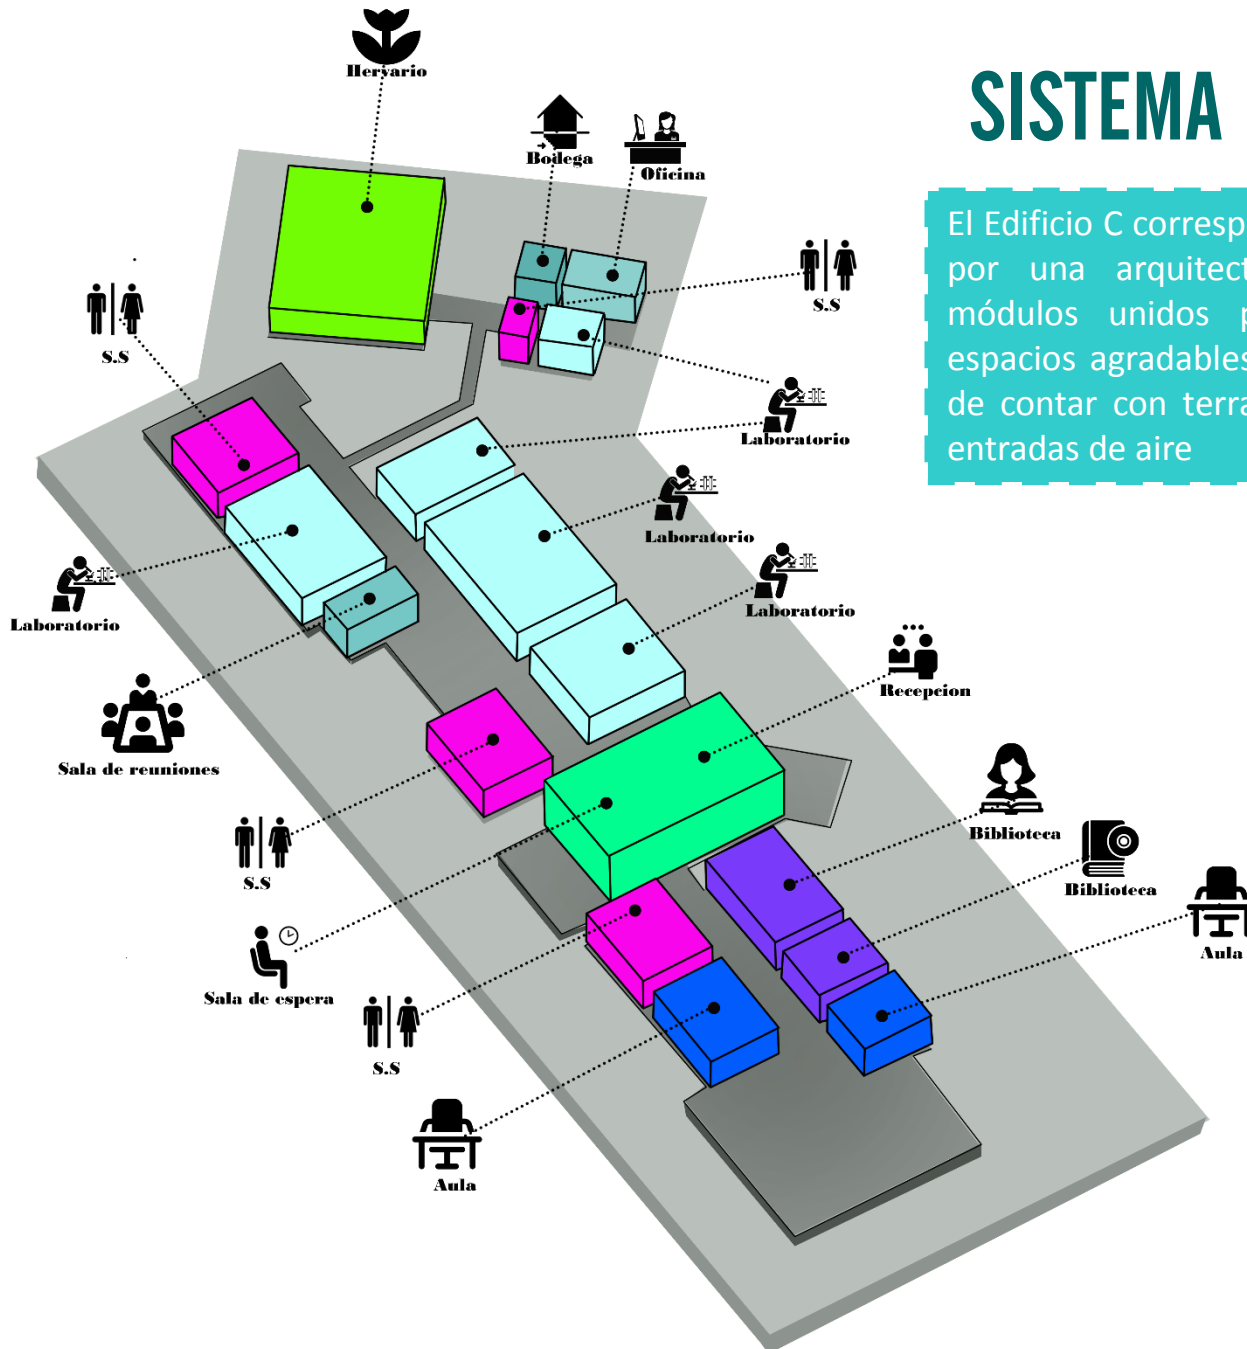 Hervario
SISTEMA
Bodega
Oficina
El Edificio C corresp
por una arquitect
módulos unidos p
espacios agradables
de contar con terra
entradas de aire
S.S
S.S
Laboratorio
Laboratorio
Laboratorio
Laboratorio
Recepcion
Sala de reuniones
Biblioteca
S.S
Biblioteca
Aula
Sala de espera
S.S
Aula